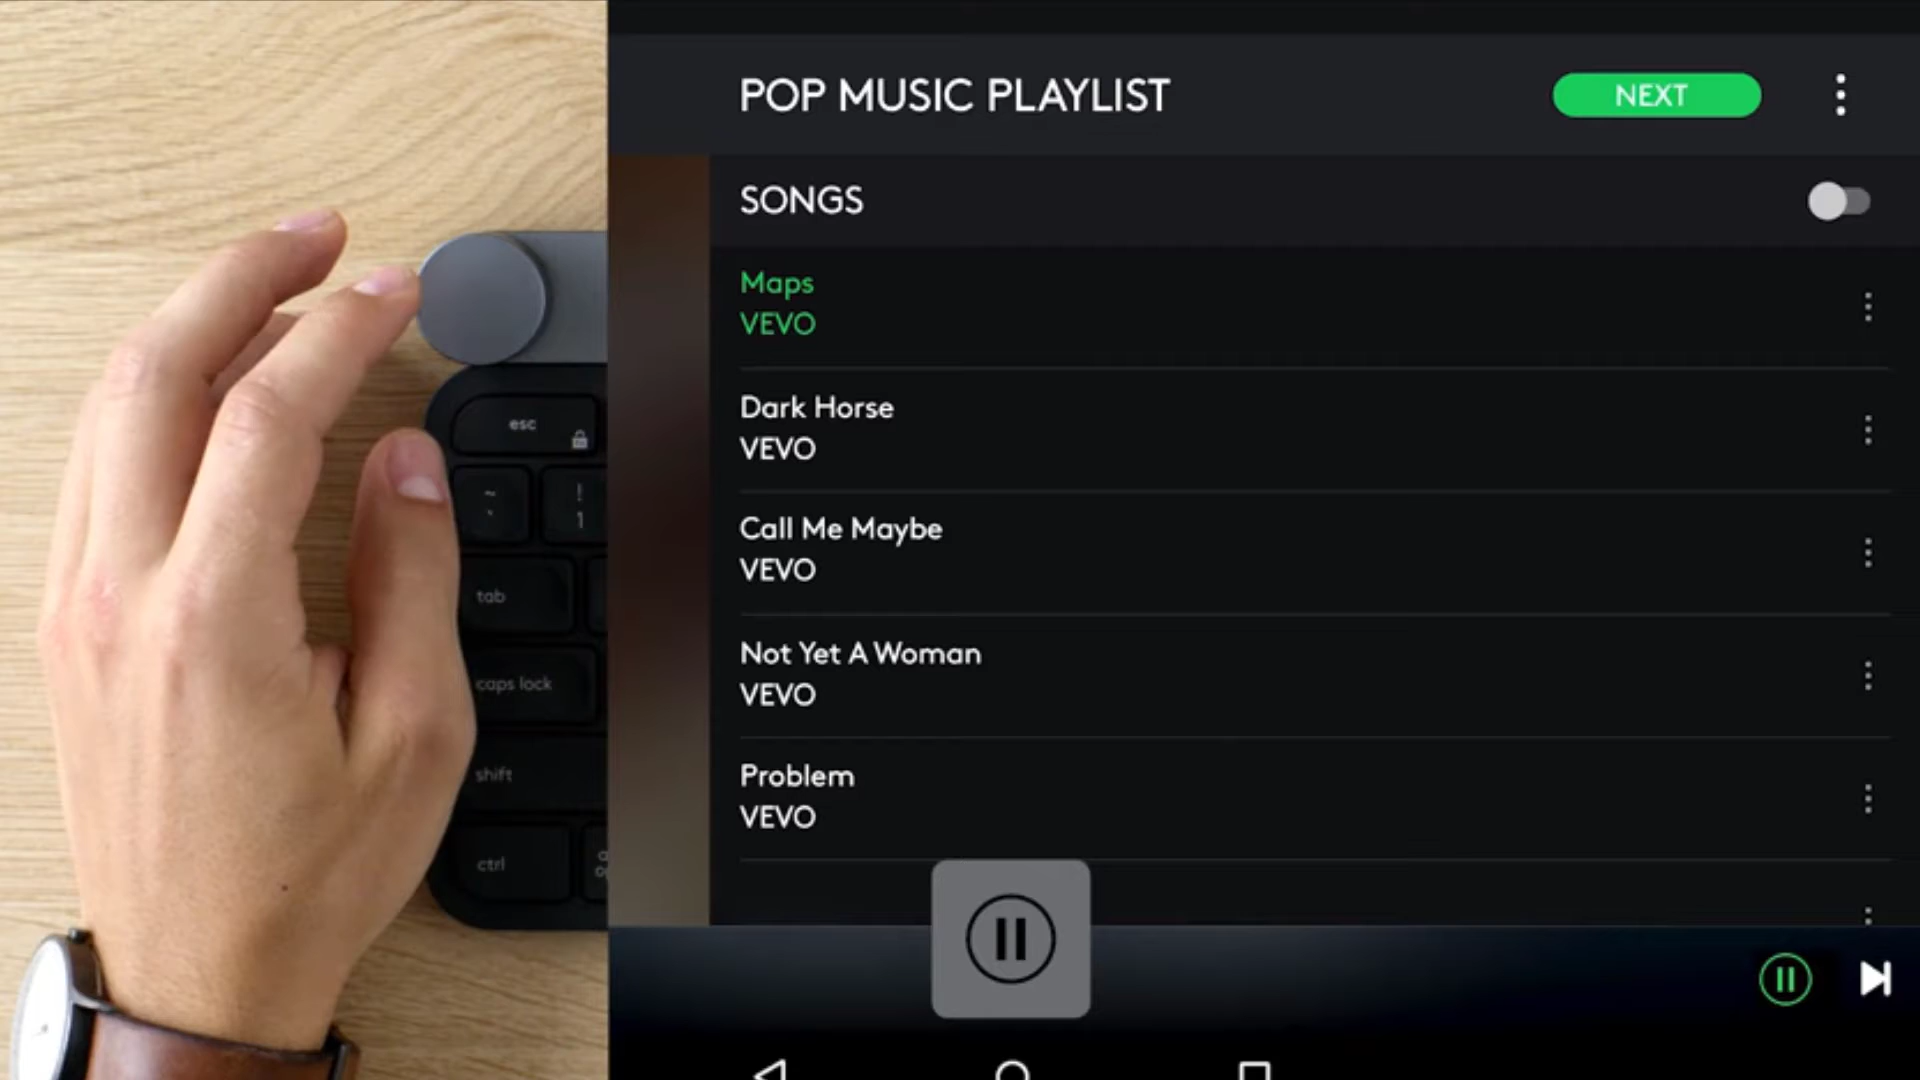 POP MUSIC PLAYLIST
NEXT
SONGS
Maps
VEVO
Dark Horse
VEVO
Call Me Maybe
VEVO
Not Yet A Woman
VEVO
Problem
VEVO
esc
~
`
!
1
tab
caps lock
shift
ctrl